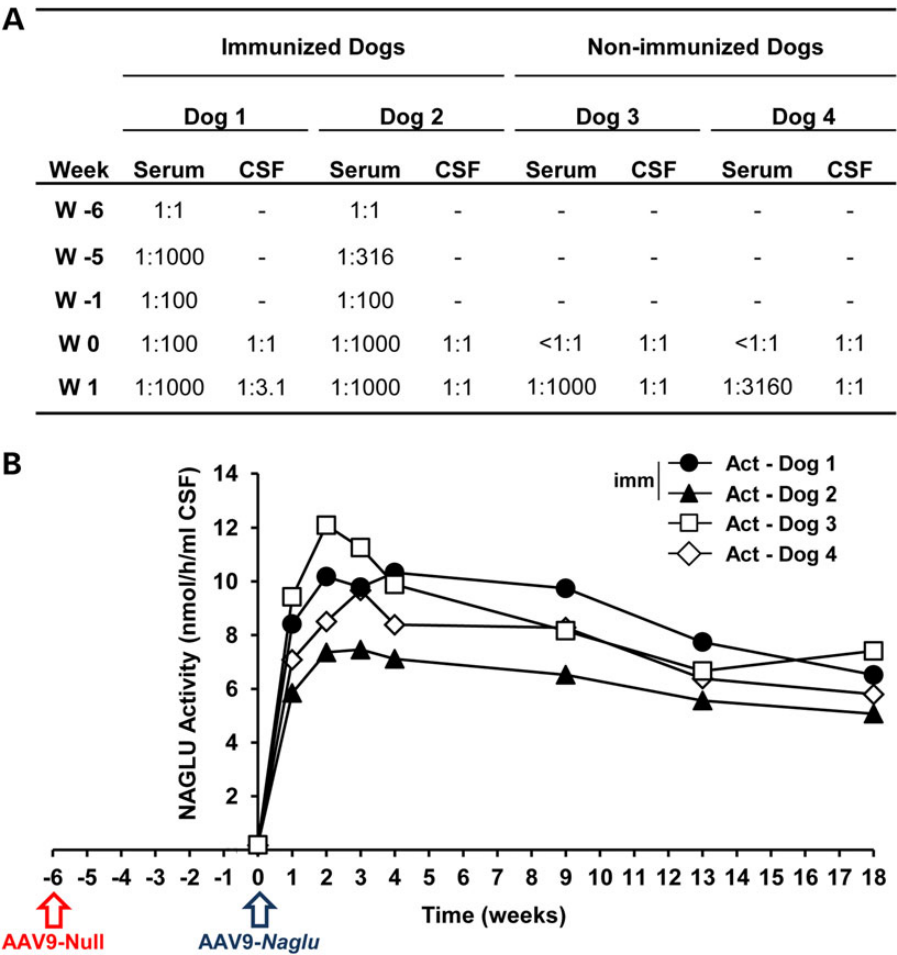 A
Immunized Dogs Non-immunized Dogs
Dog 1 Dog 2 Dog 3 Dog 4
Week Serum CSF Serum CSF Serum CSF Serum CSF
W -6 1:1 - 1:1 - - - - -
W -5 1:1000 - 1:316 - - - - -
W -1 1:100 - 1:100 - - - - -
W 0 1:100 1:1 1:1000 1:1 <1:1 1:1 <1:1 1:1
W 1 1:1000 1:3.1 1:1000 1:1 1:1000 1:1 1:3160 1:1
B
NAGLU Activity (nmol/h/ml CSF)
14
12
10
8
6
4
2
imm
Act - Dog 1
Act - Dog 2
Act - Dog 3
Act - Dog 4
-6 -5 -4 -3 -2 -1 0 1 2 3 4 5 6 7 8 9 10 11 12 13 14 15 16 17 18
Time (weeks)
AAV9-Null AAV9-Naglu